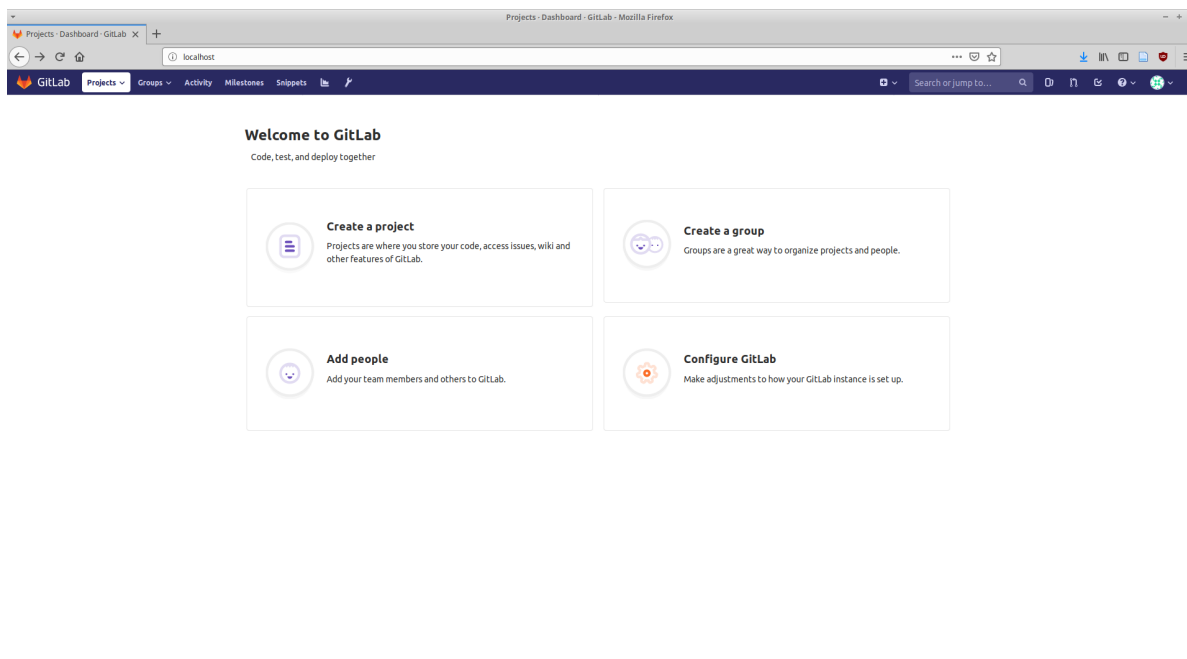 Projects · Dashboard · GitLab - Mozilla Firefox
Projects · Dashboard · GitLab
localhost
GitLab Projects Groups Activity Milestones Snippets Search or jump to...
Welcome to GitLab
Code, test, and deploy together
Create a project
Projects are where you store your code, access issues, wiki and
other features of GitLab.
Create a group
Groups are a great way to organize projects and people.
Add people
Add your team members and others to GitLab.
Configure GitLab
Make adjustments to how your GitLab instance is set up.